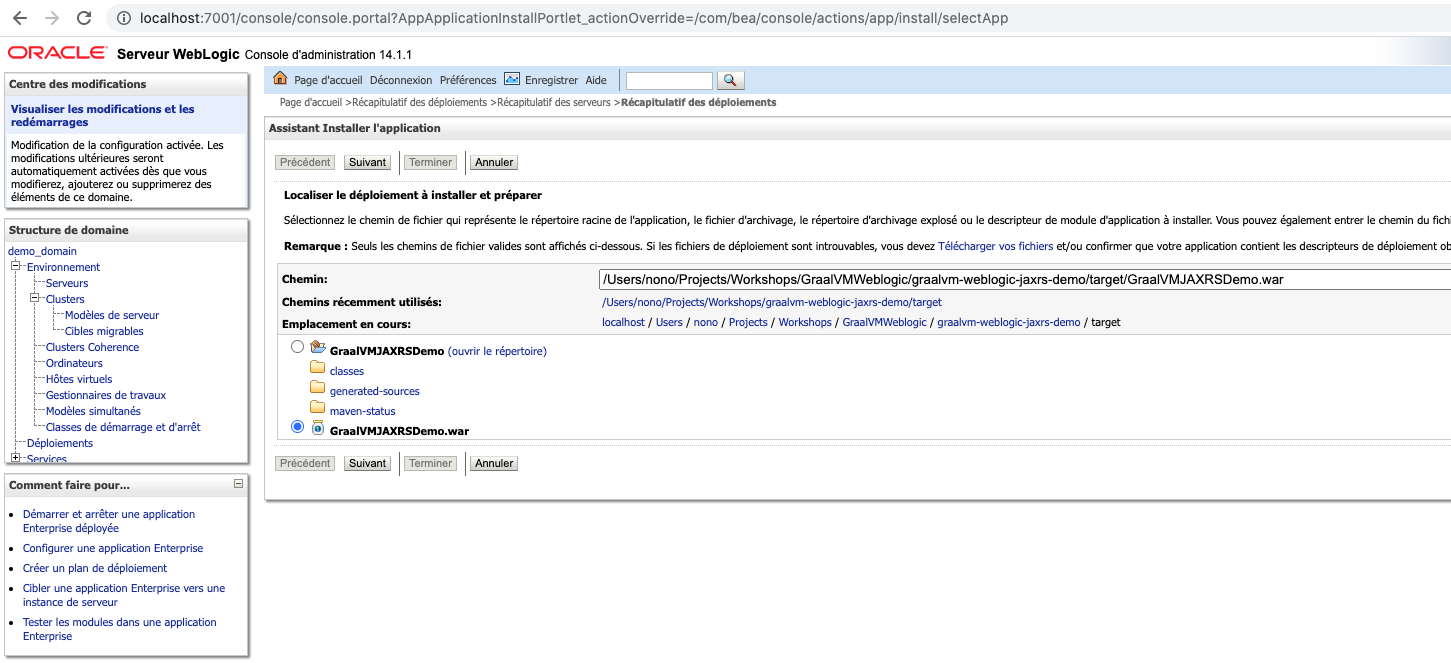 localhost:7001/console/console.portal?AppApplicationInstallPortlet_actionOverride=/com/bea/console/actions/app/install/selectApp
ORACLE Serveur WebLogic Console d'administration 14.1.1
Centre des modifications
Visualiser les modifications et les
redémarrages
Modification de la configuration activée. Les
modifications ultérieures seront
automatiquement activées dès que vous
modifierez, ajouterez ou supprimerez des
éléments de ce domaine.
Structure de domaine
demo_domain
Environnement
Serveurs
Clusters
Modèles de serveur
Cibles migrables
Clusters Coherence
Ordinateurs
Hôtes virtuels
Gestionnaires de travaux
Modèles simultanés
Classes de démarrage et d'arrêt
Déploiements
Services
Comment faire pour...
Démarrer et arrêter une application
Enterprise déployée
Configurer une application Enterprise
Créer un plan de déploiement
Cibler une application Enterprise vers une
instance de serveur
Tester les modules dans une application
Enterprise
Page d'accueil Déconnexion Préférences Enregistrer Aide
Page d'accueil >Récapitulatif des déploiements >Récapitulatif des serveurs >Récapitulatif des déploiements
Assistant Installer l'application
Précédent Suivant Terminer Annuler
Localiser le déploiement à installer et préparer
Sélectionnez le chemin de fichier qui représente le répertoire racine de l'application, le fichier d'archivage, le répertoire d'archivage explosé ou le descripteur de module d'application à installer. Vous pouvez également entrer le chemin du fichi
Remarque : Seuls les chemins de fichier valides sont affichés ci-dessous. Si les fichiers de déploiement sont introuvables, vous devez Télécharger vos fichiers et/ou confirmer que votre application contient les descripteurs de déploiement ob
Chemin: /Users/nono/Projects/Workshops/GraalVMWeblogic/graalvm-weblogic-jaxrs-demo/target/GraalVMJAXRSDemo.war
Chemins récemment utilisés: /Users/nono/Projects/Workshops/graalvm-weblogic-jaxrs-demo/target
Emplacement en cours: localhost / Users / nono / Projects / Workshops / GraalVMWeblogic / graalvm-weblogic-jaxrs-demo / target
GraalVMJAXRSDemo (ouvrir le répertoire)
classes
generated-sources
maven-status
GraalVMJAXRSDemo.war
Précédent Suivant Terminer Annuler